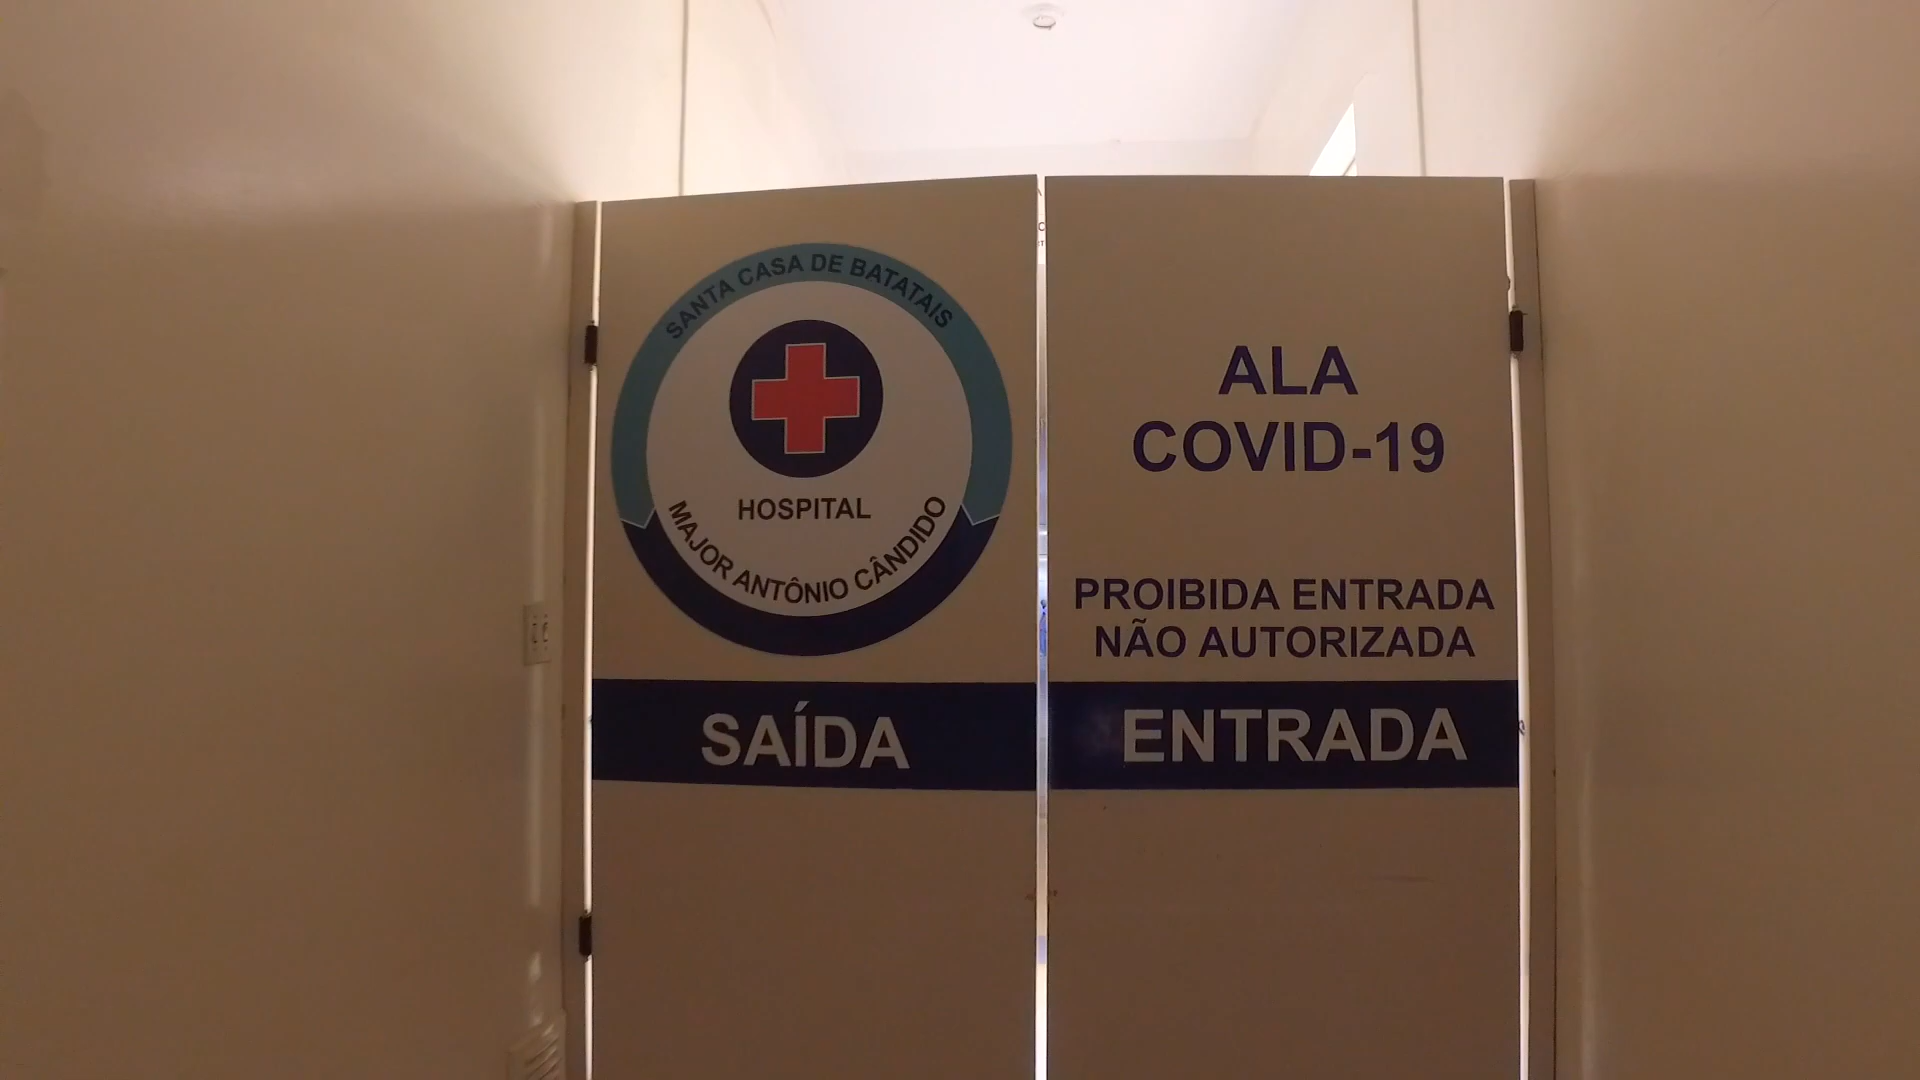 SANTA CASA DE BATATAIS
HOSPITAL
MAJOR ANTÔNIO CÂNDIDO
SAÍDA
ALA
COVID-19
PROIBIDA ENTRADA
NÃO AUTORIZADA
ENTRADA